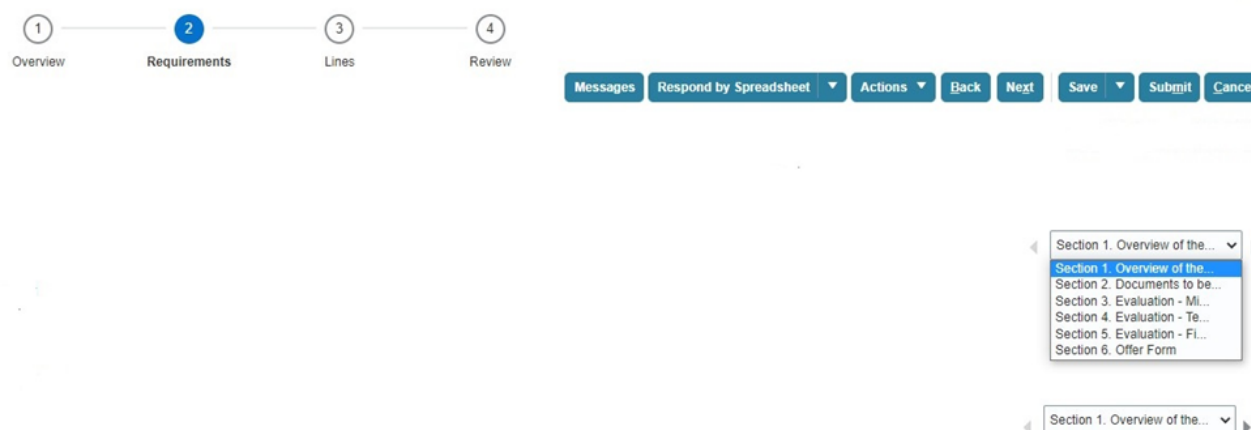 1 2 3 4
Overview Requirements Lines Review
Messages Respond by Spreadsheet Actions Back Next Save Submit Cance
Section 1. Overview of the...
Section 1. Overview of the...
Section 2. Documents to be...
Section 3. Evaluation - Mi...
Section 4. Evaluation - Te...
Section 5. Evaluation - Fi...
Section 6. Offer Form
Section 1. Overview of the...